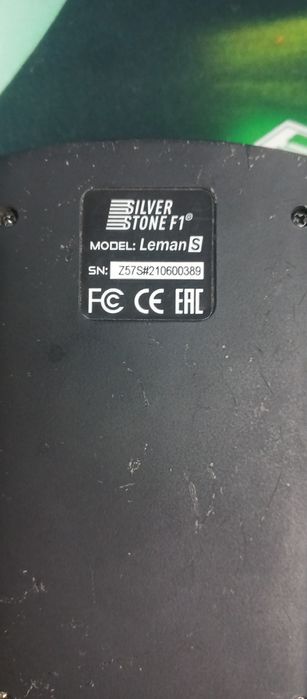 SILVER
STONE F1®
MODEL: Leman S
SN: Z57S#210600389
FC CE EAC